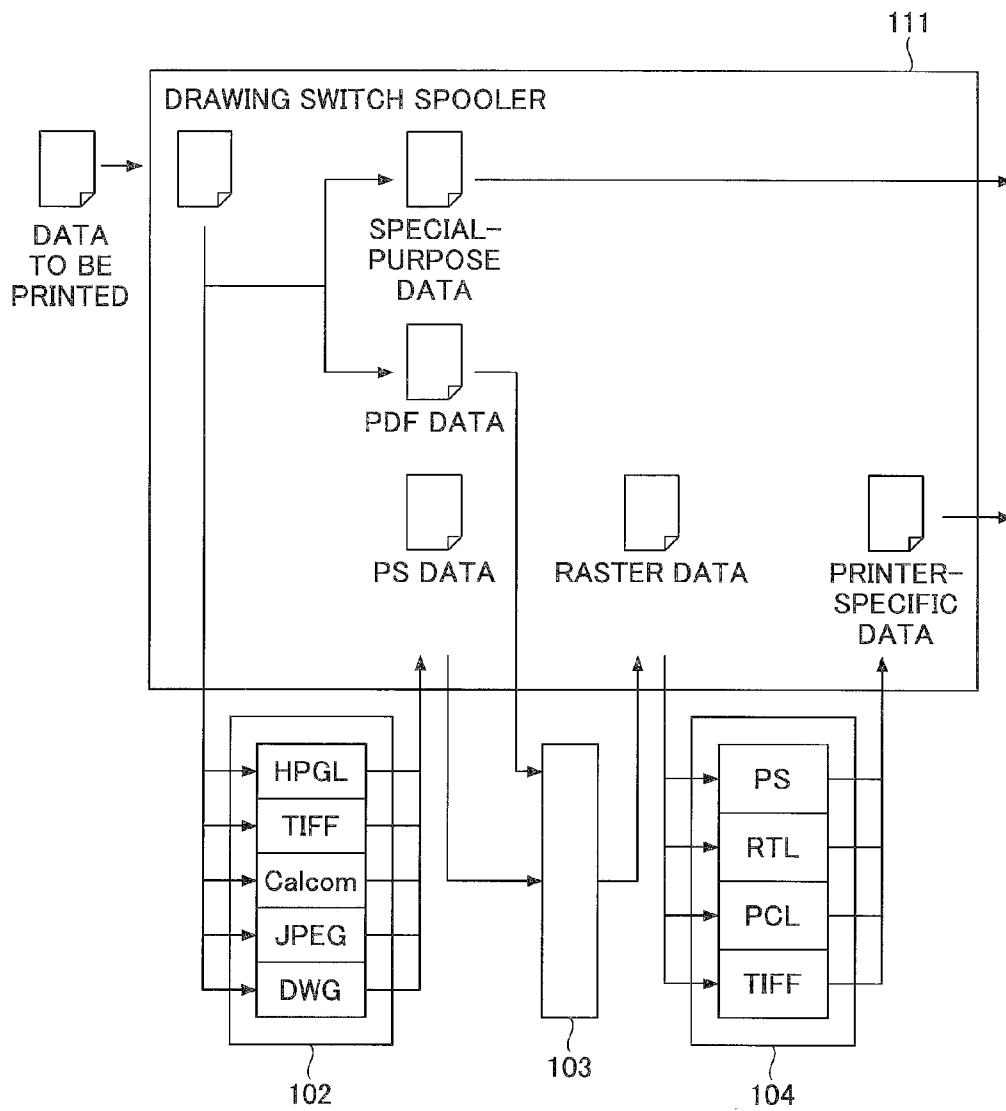 111
DRAWING SWITCH SPOOLER
DATA
TO BE
PRINTED
SPECIAL-
PURPOSE
DATA
PDF DATA
PS DATA
RASTER DATA
PRINTER-
SPECIFIC
DATA
HPGL
TIFF
Calcom
JPEG
DWG
PS
RTL
PCL
TIFF
102
103
104